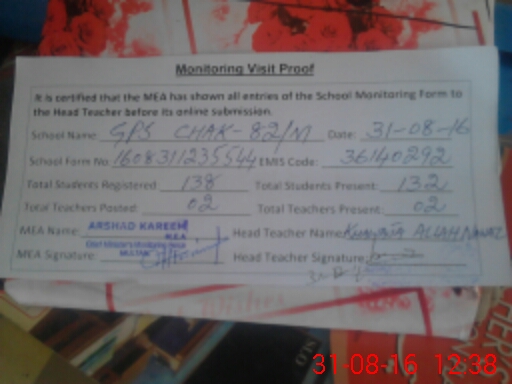 Monitoring Visit Proof
It is certified that the MEA has shown all entries of the School Monitoring Form to
the Head Teacher before its online submission.
School Name: GPS CHAK-82/M Date: 31-08-16
School Form No: 1608311235544 EMIS Code: 36140292
Total Students Registered 138 Total Students Present: 132
Total Teachers Posted: 02 Total Teachers Present: 02
MEA Name: ARSHAD KAREEM Head Teacher Name: ALLAH NAWAZ
M.E.A
MULTAN
MEA Signature: Head Teacher Signature:
31-08-16 12:38